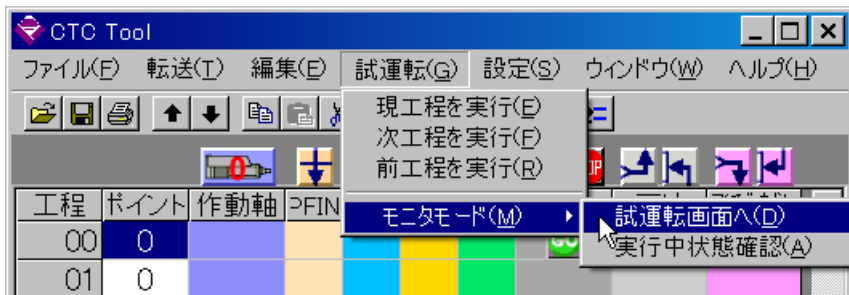 CTC Tool
ファイル(F) 転送(T) 編集(E) 試運転(G) 設定(S) ウィンドウ(W) ヘルプ(H)
現工程を実行(E)
次工程を実行(F)
前工程を実行(R)
モニタモード(M)
試運転画面へ(D)
実行中状態確認(A)
0
工程 ポイント 作動軸 PFIN
00 0 GO
01 0